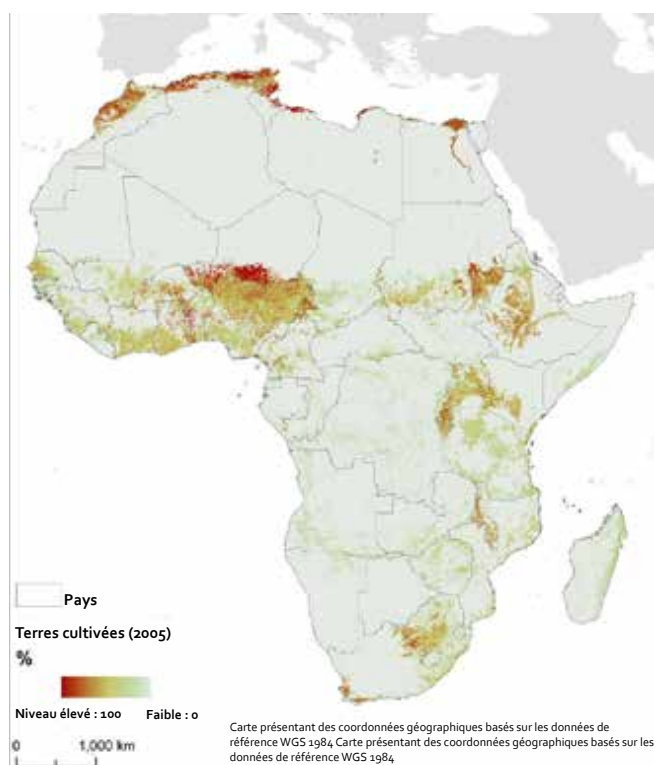 Pays
Terres cultivées (2005)
%
Niveau élevé : 100 Faible : 0
0 1,000 km
Carte présentant des coordonnées géographiques basés sur les données de
référence WGS 1984 Carte présentant des coordonnées géographiques basés sur les
données de référence WGS 1984